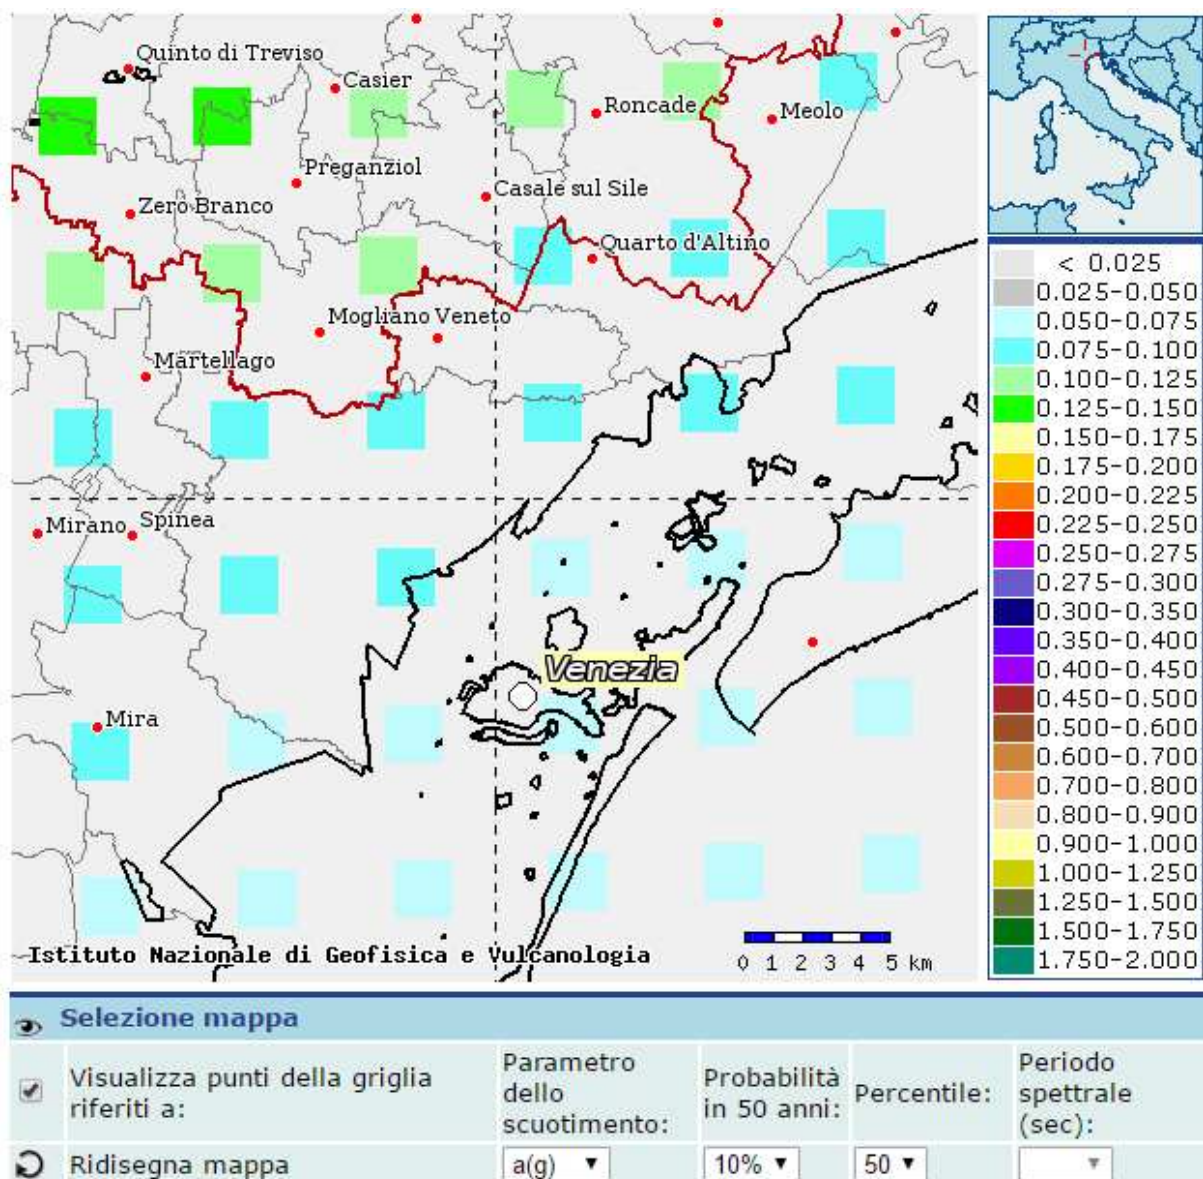 Quinto di Treviso
Casier
Roncade
Meolo
Preganziol
Casale sul Sile
Zero Branco
Quarto d'Altino
Mogliano Veneto
Martellago
Mirano
Spinea
Venezia
Mira
Istituto Nazionale di Geofisica e Vulcanologia
0 1 2 3 4 5 km
< 0.025
0.025-0.050
0.050-0.075
0.075-0.100
0.100-0.125
0.125-0.150
0.150-0.175
0.175-0.200
0.200-0.225
0.225-0.250
0.250-0.275
0.275-0.300
0.300-0.350
0.350-0.400
0.400-0.450
0.450-0.500
0.500-0.600
0.600-0.700
0.700-0.800
0.800-0.900
0.900-1.000
1.000-1.250
1.250-1.500
1.500-1.750
1.750-2.000
Selezione mappa
Visualizza punti della griglia
riferiti a:
Parametro
dello
scuotimento:
Probabilità
in 50 anni:
Percentile:
Periodo
spettrale
(sec):
Ridisegna mappa
a(g)
10%
50